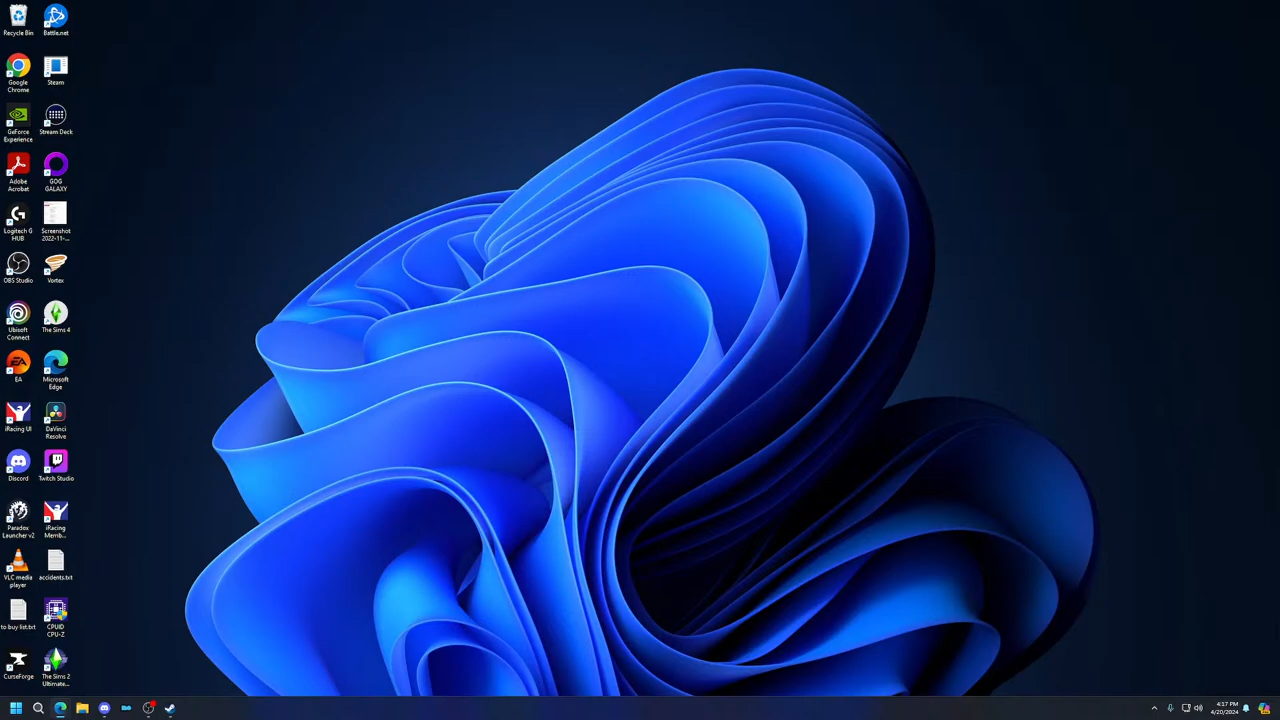 Recycle Bin
Battle.net
Google
Chrome
Steam
GeForce
Experience
Stream Deck
Adobe
Acrobat
GOG
GALAXY
Logitech G
HUB
Screenshot
2022-11-...
OBS Studio
Vortex
Ubisoft
Connect
The Sims 4
EA
EA
Microsoft
Edge
iRacing UI
DaVinci
Resolve
Discord
Twitch Studio
Paradox
Launcher v2
iRacing
Memb...
VLC media
player
accidents.txt
to buy list.txt
CPUID
CPU-Z
CurseForge
The Sims 2
Ultimate...
4:37 PM
4/20/2024